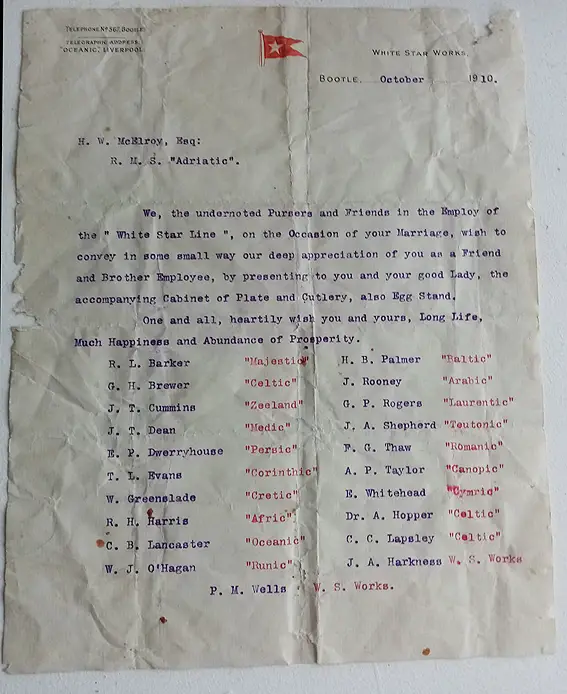 TELEPHONE Nº 567, BOOTLE
TELEGRAPHIC ADDRESS
"OCEANIC," LIVERPOOL.
WHITE STAR WORKS.
BOOTLE, October 1910.
H. W. McElroy, Esq:
R. M. S. "Adriatic".
We, the undernoted Pursers and Friends in the Employ of
the " White Star Line ", on the Occasion of your Marriage, wish to
convey in some small way our deep appreciation of you as a Friend
and Brother Employee, by presenting to you and your good Lady, the
accompanying Cabinet of Plate and Cutlery, also Egg Stand.
One and all, heartily wish you and yours, Long Life,
Much Happiness and Abundance of Prosperity.
R. L. Barker "Majestic" H. B. Palmer "Baltic"
G. H. Brewer "Celtic" J. Rooney "Arabic"
J. T. Cummins "Zeeland" G. P. Rogers "Laurentic"
J. T. Dean "Medic" J. A. Shepherd "Teutonic"
E. P. Dwerryhouse "Persic" F. G. Thaw "Romanic"
T. L. Evans "Corinthic" A. P. Taylor "Canopic"
W. Greenslade "Cretic" E. Whitehead "Cymric"
R. H. Harris "Afric" Dr. A. Hopper "Celtic"
C. B. Lancaster "Oceanic" C. C. Lapsley "Celtic"
W. J. O'Hagan "Runic" J. A. Harkness W. S. Works
P. M. Wells W. S. Works.